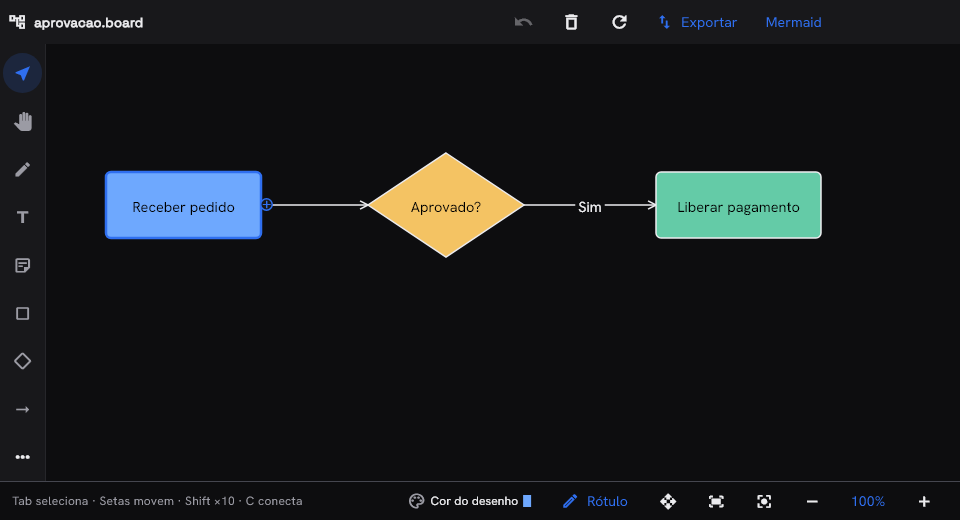 aprovacao.board
Exportar
Mermaid
T
Receber pedido
Aprovado?
Sim
Liberar pagamento
Tab seleciona · Setas movem · Shift ×10 · C conecta
Cor do desenho
Rótulo
100%